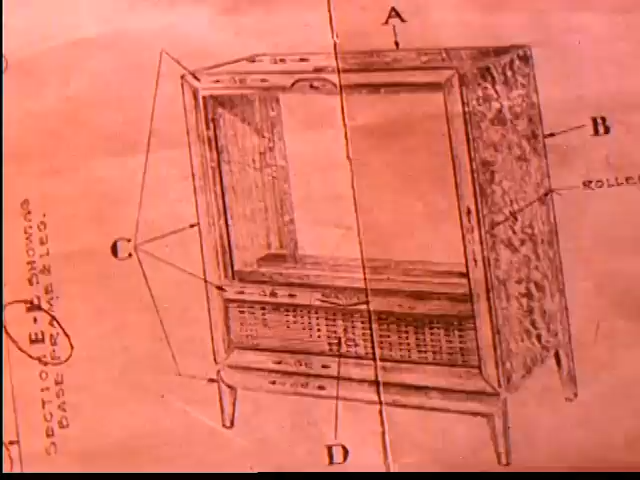 A
B
ROLLE
C
SECTION E-E SHOWING
BASE FRAME & LEG.
D